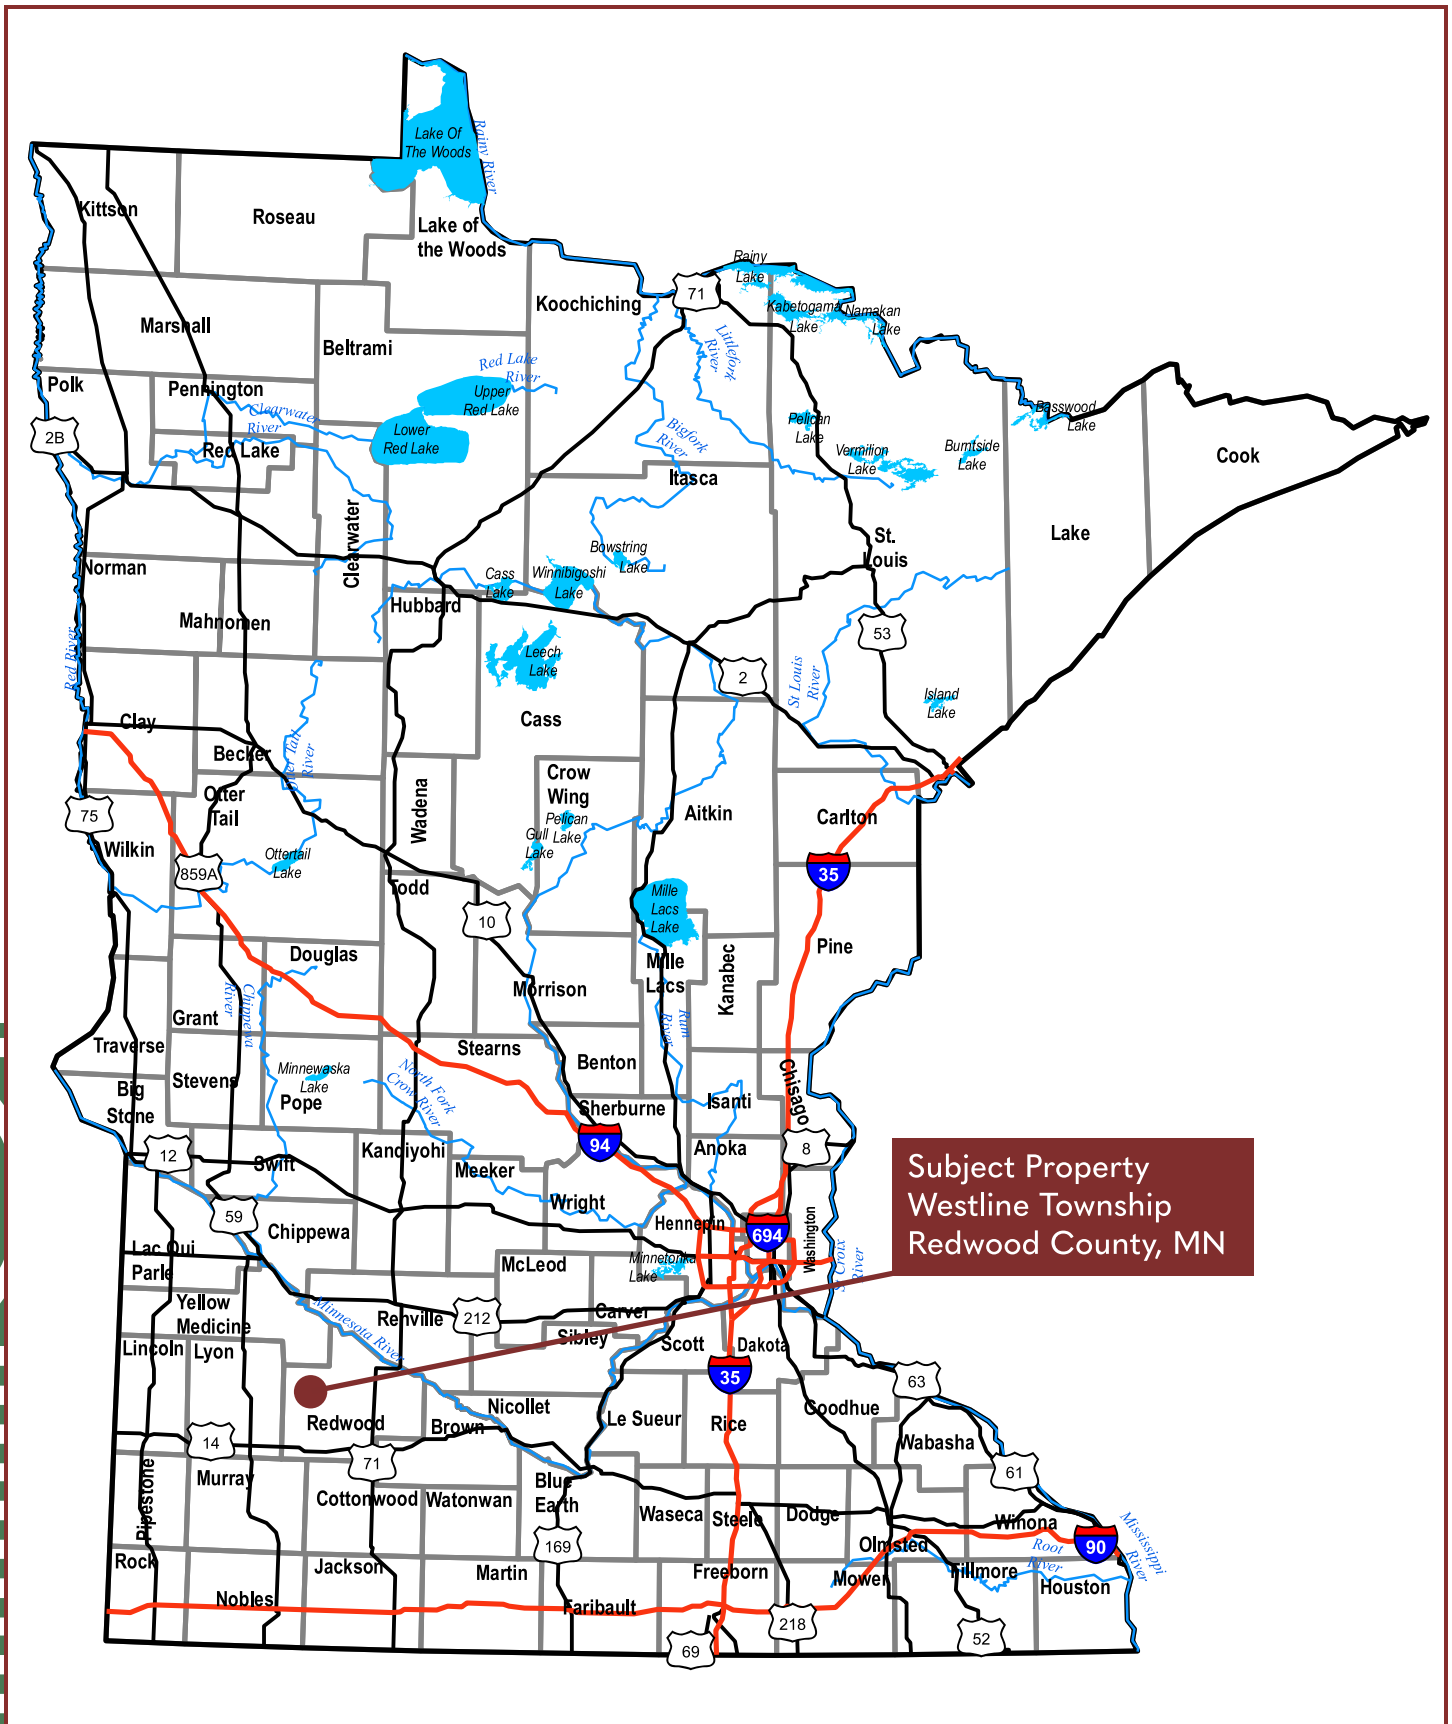 Lake Of
The Woods
Rainy River
Kittson
Roseau
Lake of
the Woods
Rainy
Lake
Koochiching
71
Kabetogama
Lake
Namakan
Lake
Marshall
Beltrami
Littlefork
River
Red Lake
River
Polk
Pennington
Upper
Red Lake
Clearwater
River
2B
Lower
Red Lake
Red Lake
Bigfork
River
Pelican
Lake
Vermilion
Lake
Burntside
Lake
Basswood
Lake
Cook
Itasca
Clearwater
Lake
St.
Louis
Bowstring
Lake
Norman
Cass
Lake
Winnibigoshi
Lake
Hubbard
Mahnomen
53
Red River
Leech
Lake
2
St Louis
River
Island
Lake
Clay
Cass
Becker
Otter Tail
River
Otter
Tail
Wadena
Crow
Wing
Pelican
Lake
Gull
Lake
Aitkin
Carlton
75
Wilkin
859A
Ottertail
Lake
Todd
35
10
Mille
Lacs
Lake
Pine
Douglas
Mille
Lacs
Kanabec
Morrison
Chippewa
River
Grant
Rum
River
Traverse
Stearns
Benton
Stevens
Minnewaska
Lake
Pope
North Fork
Crow River
Big
Stone
Sherburne
Isanti
Chisago
94
Anoka
8
12
Swift
Kandiyohi
Meeker
Wright
59
Chippewa
Hennepin
694
Washington
Subject Property
Westline Township
Redwood County, MN
Lac Qui
Parle
McLeod
Minnetonka
Lake
St Croix
River
Yellow
Medicine
Minnesota River
Renville
212
Carver
Sibley
Scott
Dakota
Lincoln
Lyon
35
63
Redwood
Nicollet
Brown
Le Sueur
Rice
Goodhue
Wabasha
14
71
61
Murray
Pipestone
Cottonwood
Watonwan
Blue
Earth
Waseca
Steele
Dodge
Olmsted
Winona
Mississippi
River
169
90
Root
River
Rock
Jackson
Martin
Freeborn
Mower
Fillmore
Houston
Nobles
Faribault
218
69
52